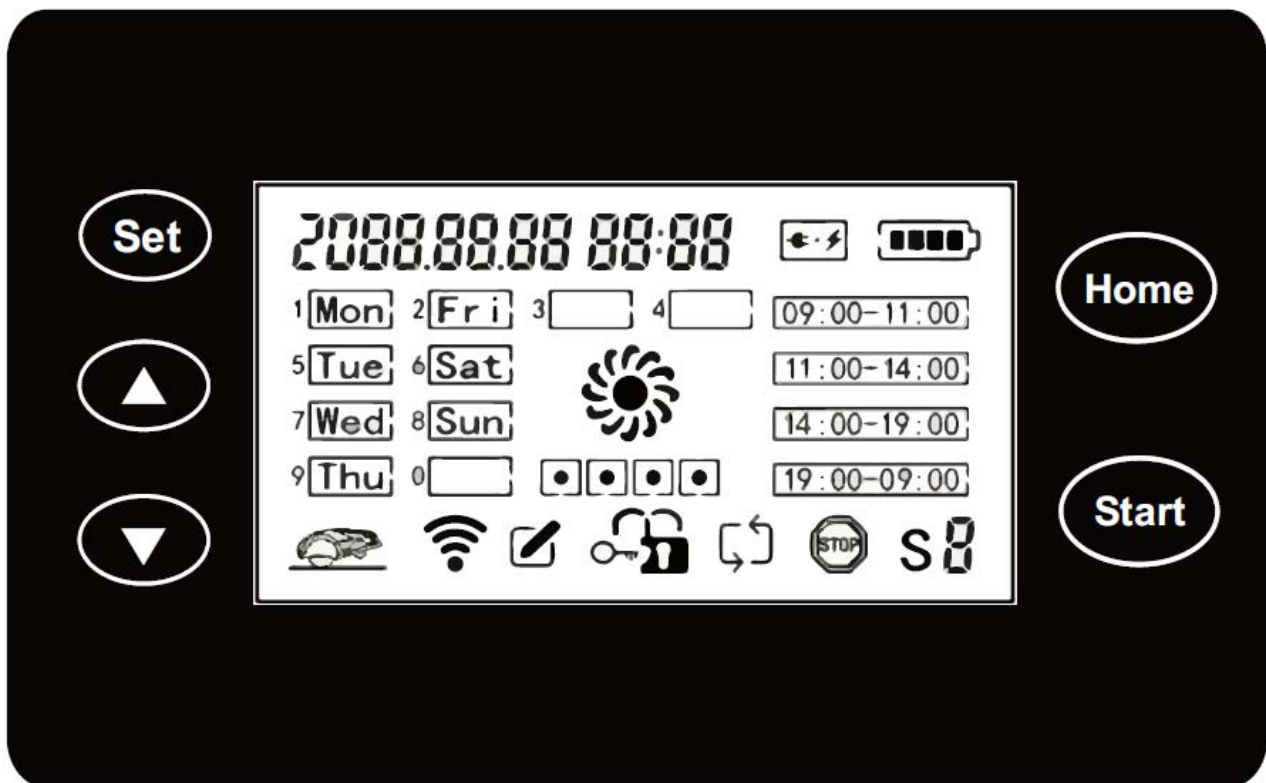 Set
2088.88.88 88:88
Home
1 Mon 2 Fri 3 4 09:00-11:00
5 Tue 6 Sat 11:00-14:00
7 Wed 8 Sun 14:00-19:00
9 Thu 0 19:00-09:00
Start
STOP S8